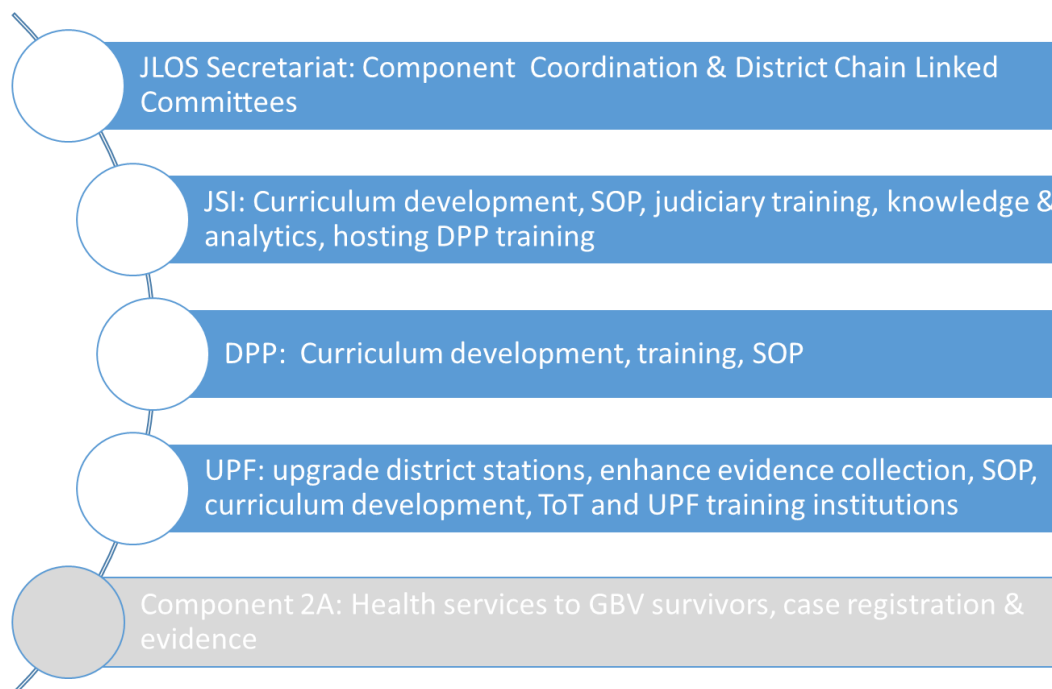 JLOS Secretariat: Component  Coordination & District Chain Linked
Committees
JSI: Curriculum development, SOP, judiciary training, knowledge &
analytics, hosting DPP training
DPP:  Curriculum development, training, SOP
UPF: upgrade district stations, enhance evidence collection, SOP,
curriculum development, ToT and UPF training institutions
Component 2A: Health services to GBV survivors, case registration &
evidence